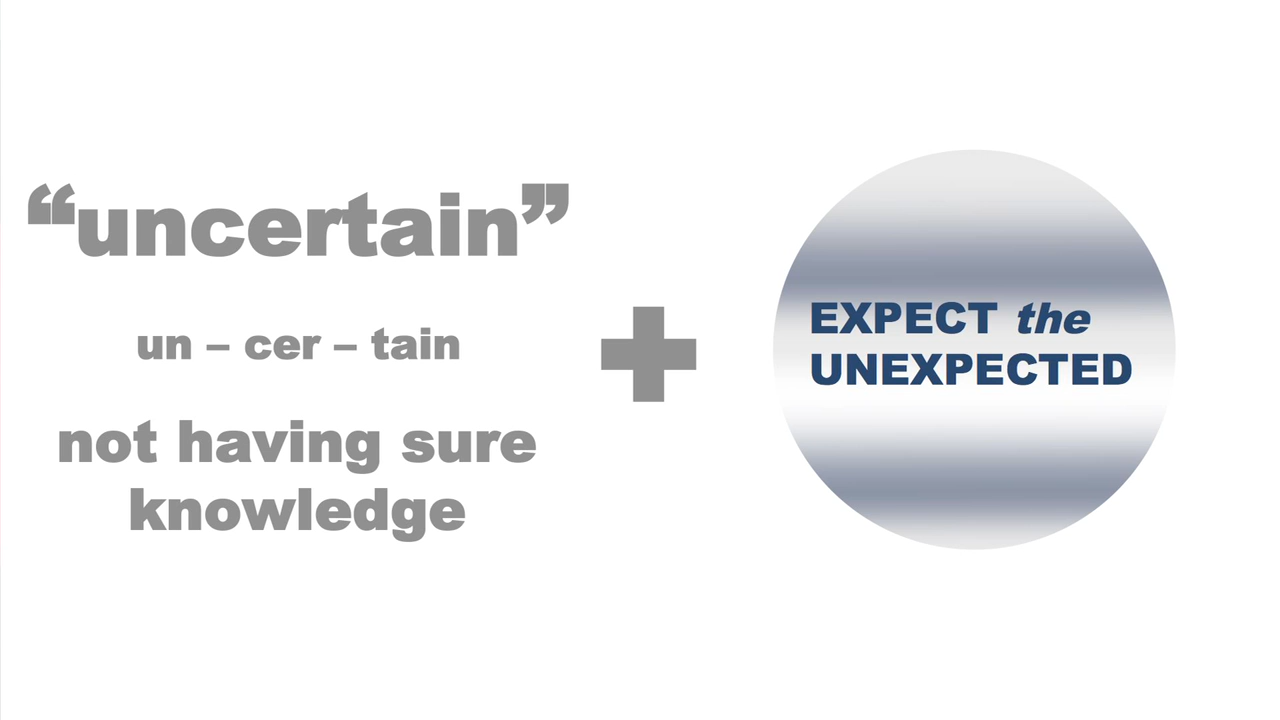 “uncertain”
un – cer – tain
not having sure
knowledge
EXPECT the
UNEXPECTED